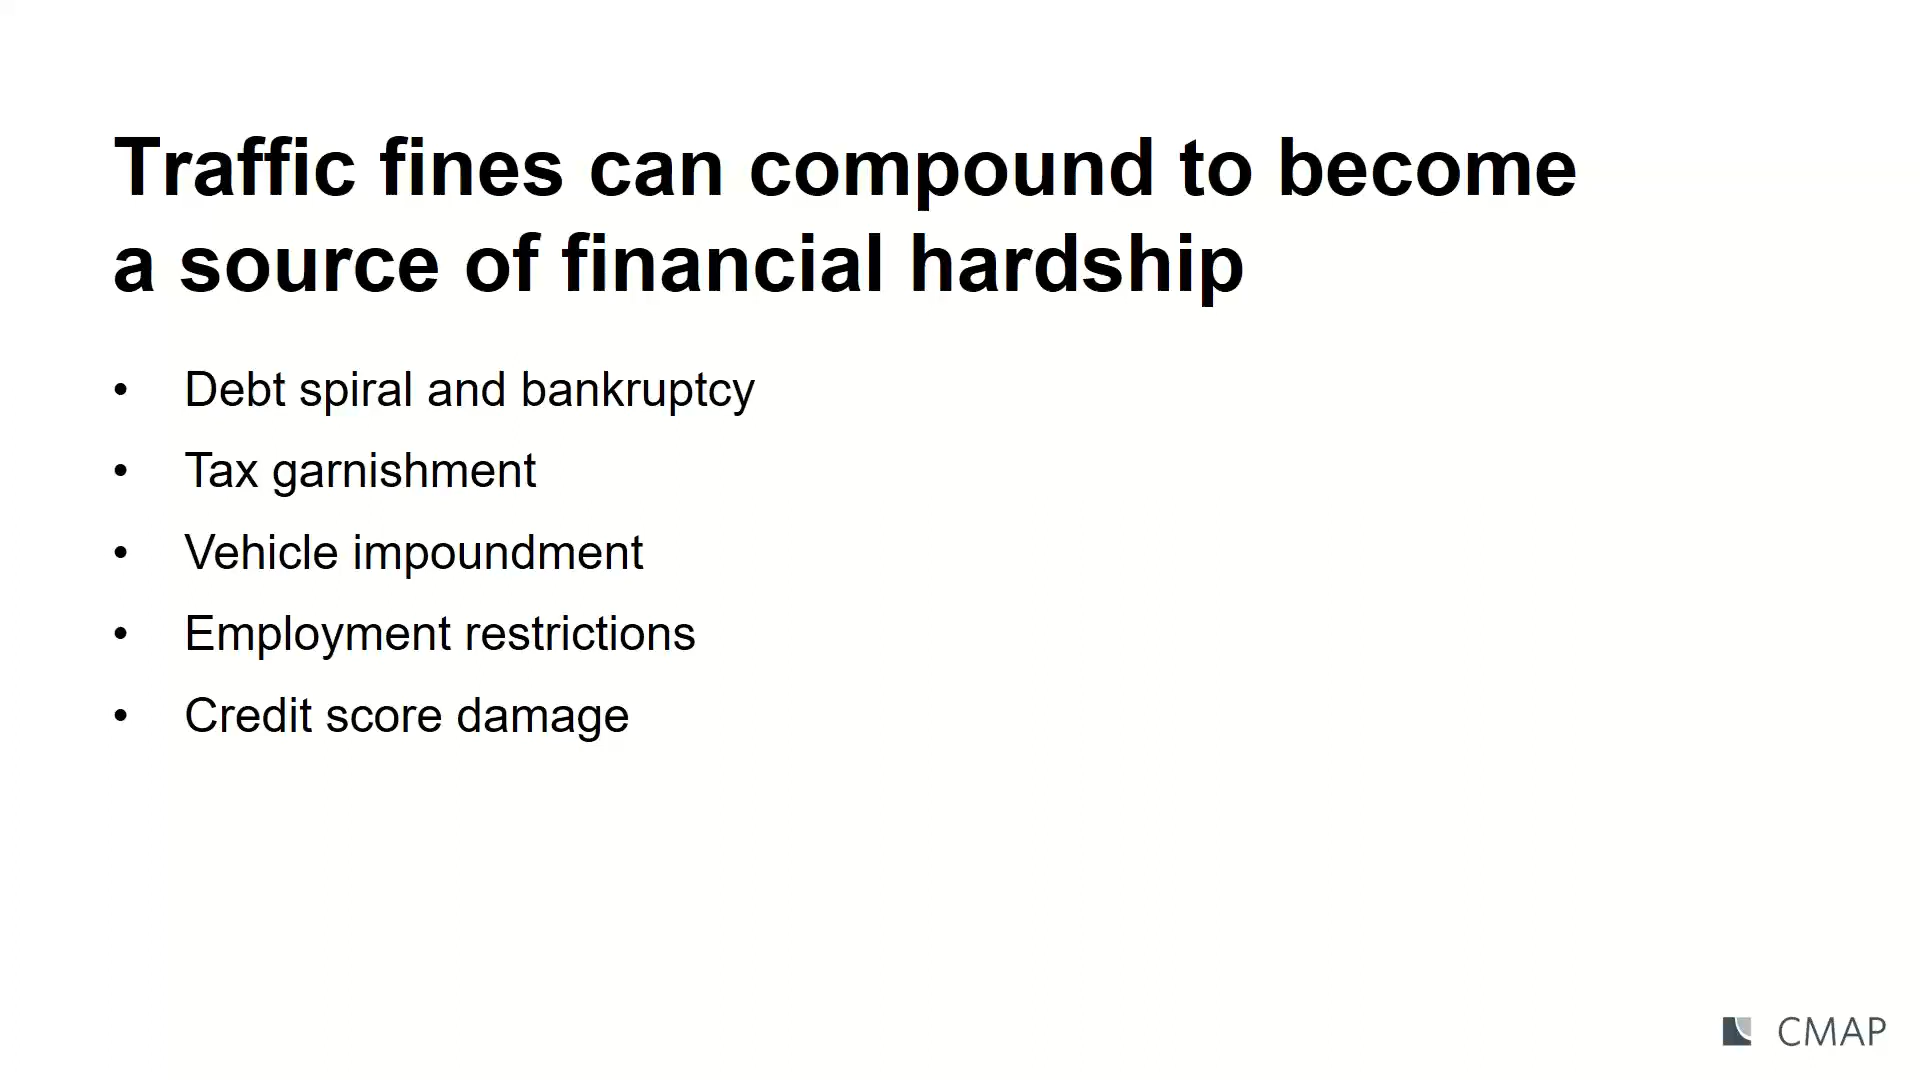 Traffic fines can compound to become
a source of financial hardship
• Debt spiral and bankruptcy
• Tax garnishment
• Vehicle impoundment
• Employment restrictions
• Credit score damage
CMAP